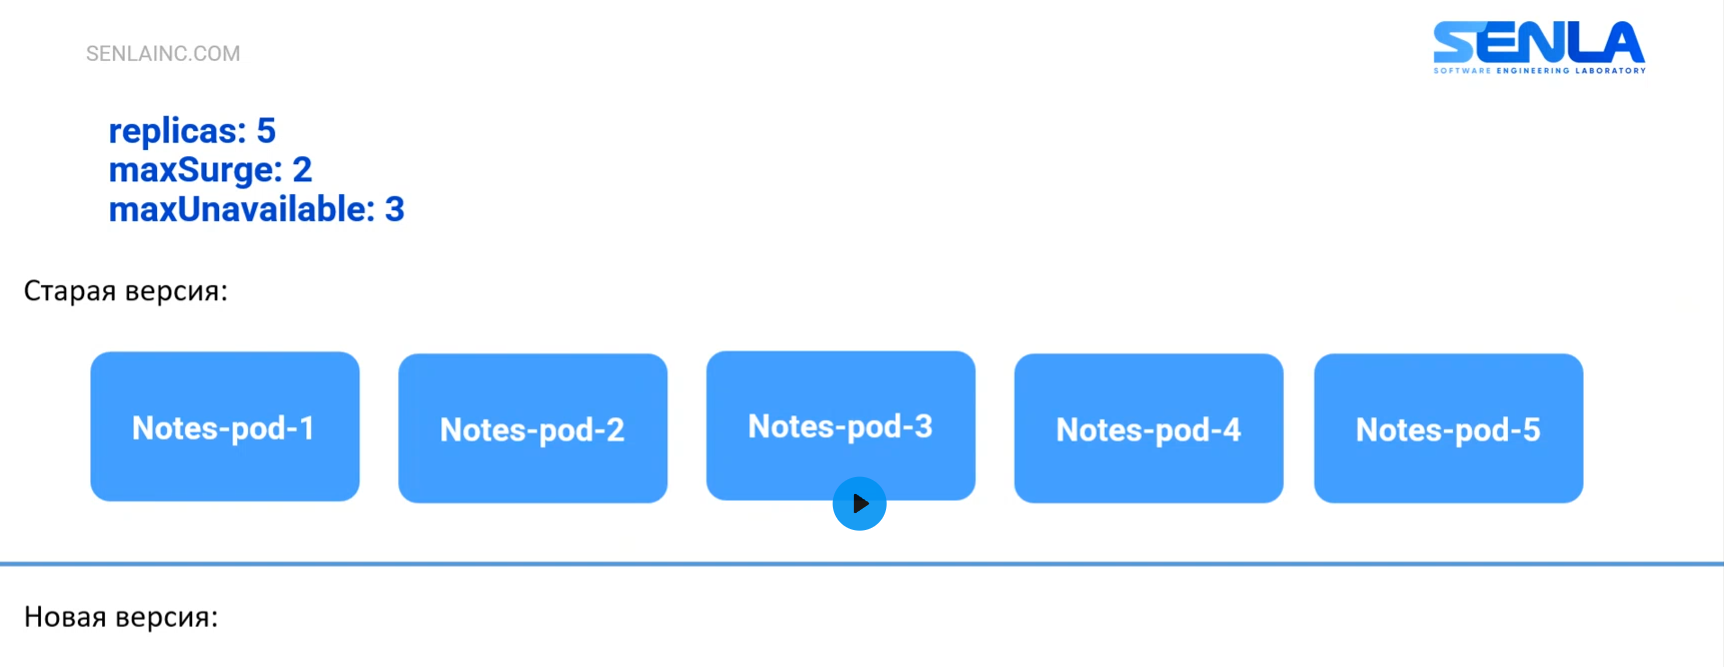 SENLAINC.COM
SENLA
SOFTWARE ENGINEERING LABORATORY
replicas: 5
maxSurge: 2
maxUnavailable: 3
Старая версия:
Notes-pod-1
Notes-pod-2
Notes-pod-3
Notes-pod-4
Notes-pod-5
Новая версия: